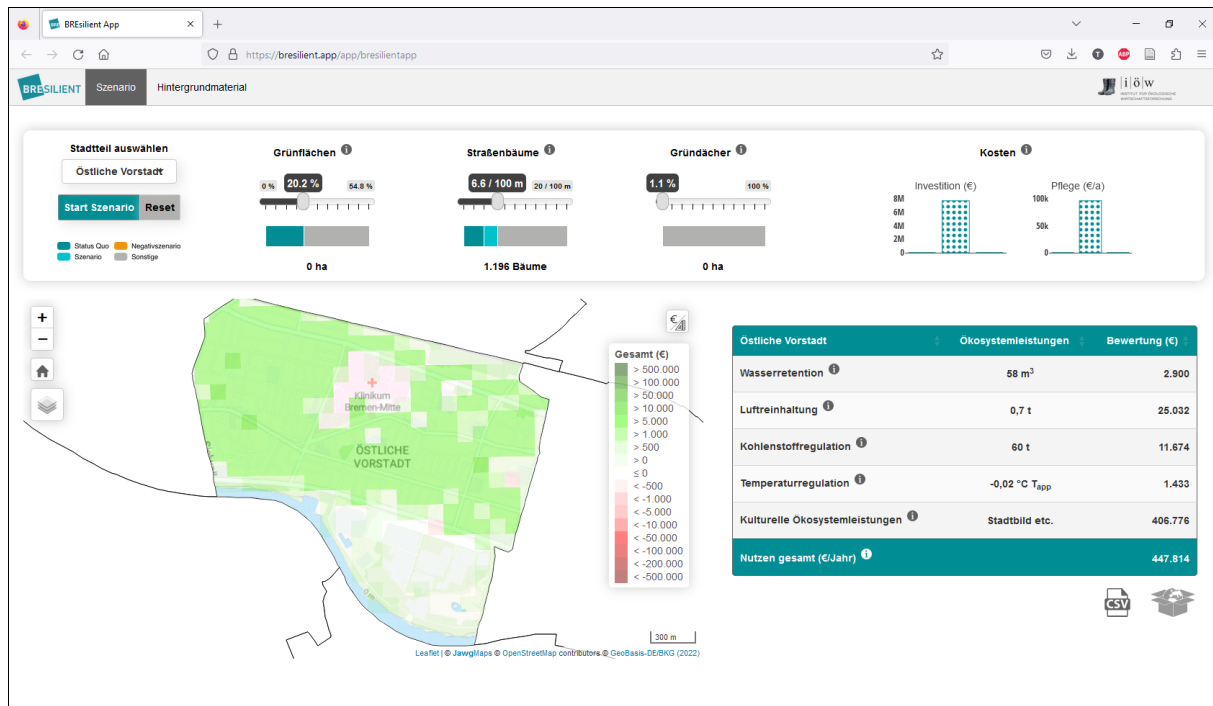 BREsilient App
https://bresilient.app/app/bresilientapp
ABP
BRESILIENT
Szenario
Hintergrundmaterial
i|ö|w
INSTITUT FÜR ÖKOLOGISCHE
WIRTSCHAFTSFORSCHUNG
Stadtteil auswählen
Östliche Vorstadt
Start Szenario Reset
Status Quo Negativszenario
Szenario Sonstige
Grünflächen
0 % 20.2 % 54.8 %
0 ha
Straßenbäume
6.6 / 100 m 20 / 100 m
1.196 Bäume
Gründächer
1.1 % 100 %
0 ha
Kosten
Investition (€)
8M
6M
4M
2M
0
Pflege (€/a)
100k
50k
0
+
−
Klinikum
Bremen-Mitte
ÖSTLICHE
VORSTADT
0 m
Gesamt (€)
> 500.000
> 100.000
> 50.000
> 10.000
> 5.000
> 1.000
> 500
> 0
≤ 0
< -500
< -1.000
< -5.000
< -10.000
< -50.000
< -100.000
< -200.000
< -500.000
300 m
Leaflet | © JawgMaps © OpenStreetMap contributors © GeoBasis-DE/BKG (2022)
Östliche Vorstadt Ökosystemleistungen Bewertung (€)
Wasserretention 58 m³ 2.900
Luftreinhaltung 0,7 t 25.032
Kohlenstoffregulation 60 t 11.674
Temperaturregulation -0,02 °C Tapp 1.433
Kulturelle Ökosystemleistungen Stadtbild etc. 406.776
Nutzen gesamt (€/Jahr) 447.814
CSV